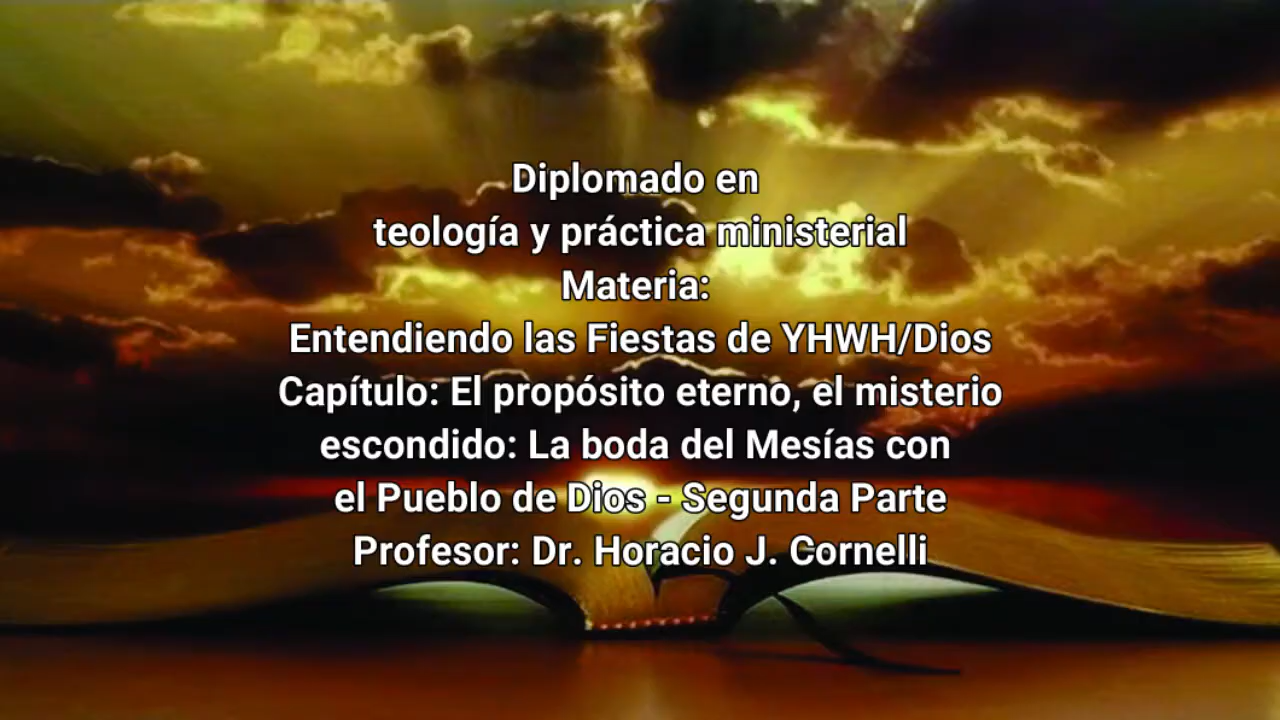 Diplomado en
teología y práctica ministerial
Materia:
Entendiendo las Fiestas de YHWH/Dios
Capítulo: El propósito eterno, el misterio
escondido: La boda del Mesías con
el Pueblo de Dios - Segunda Parte
Profesor: Dr. Horacio J. Cornelli